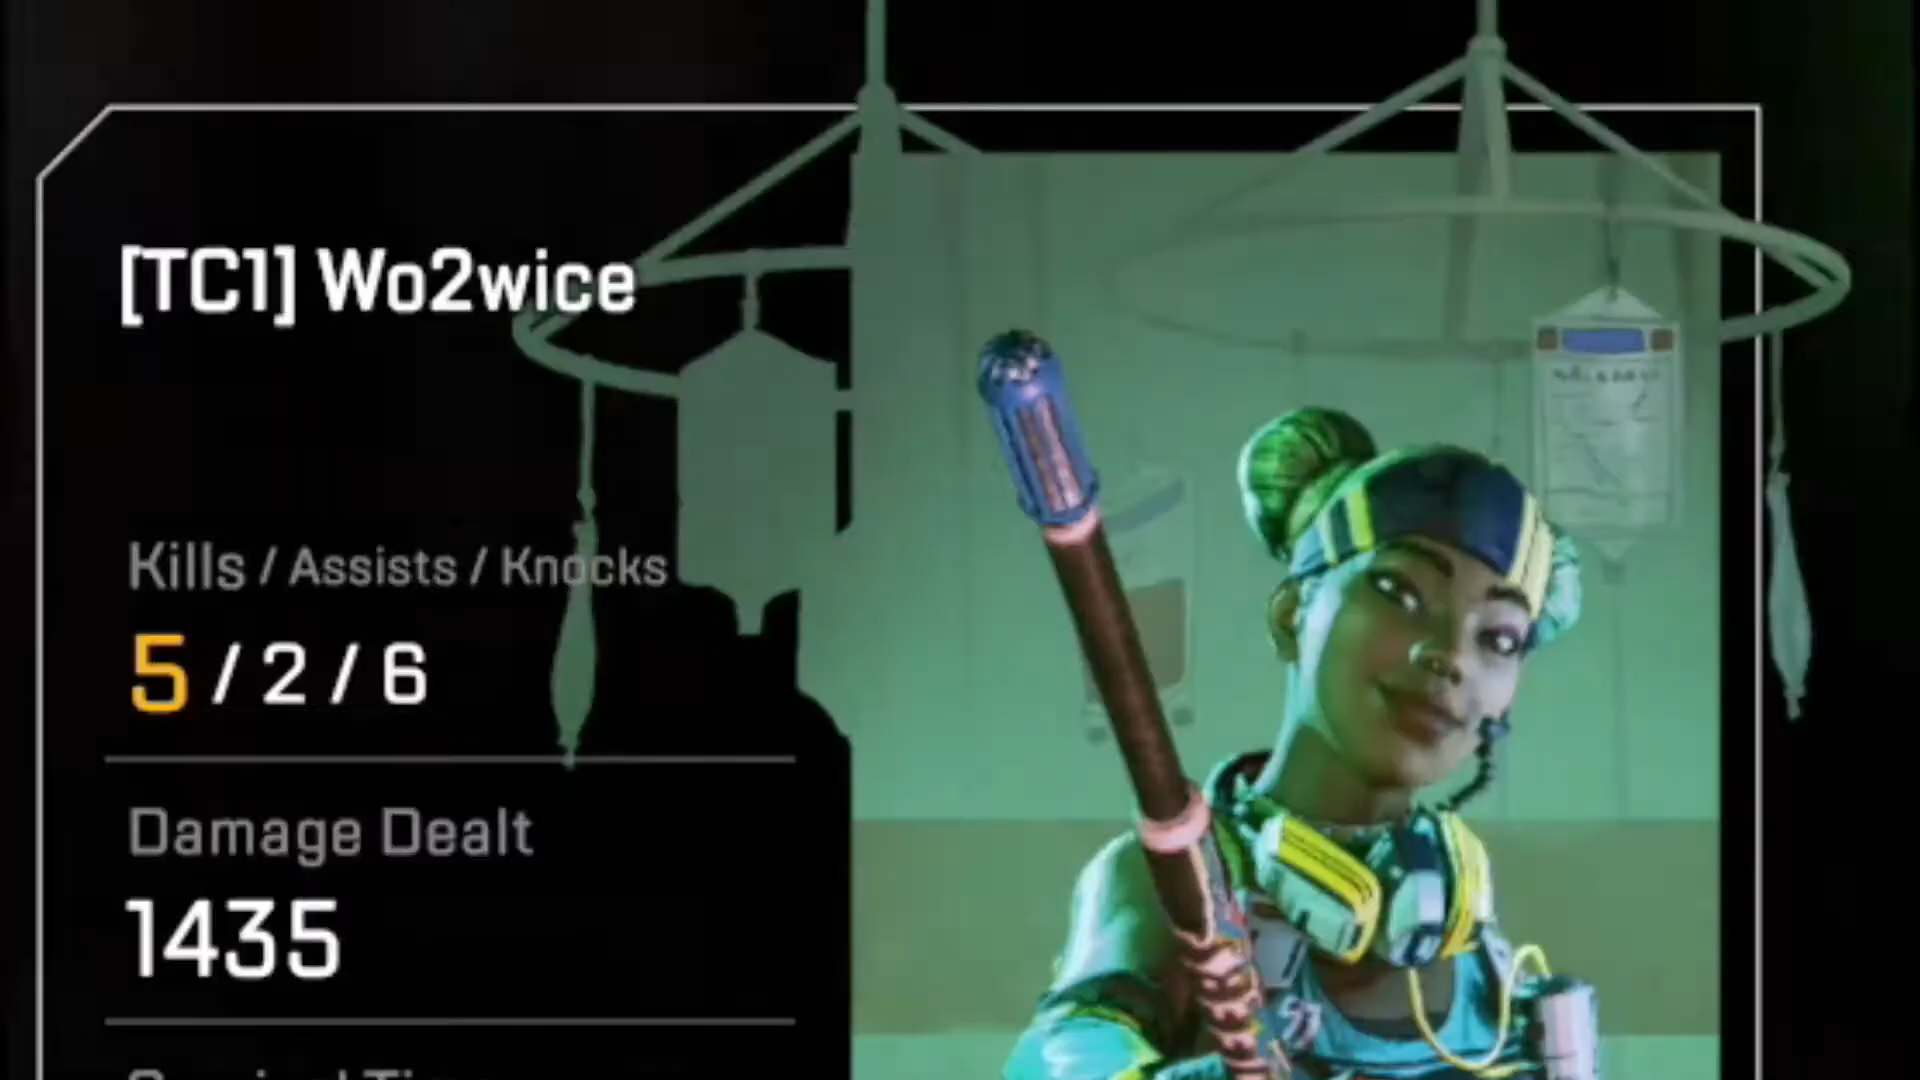 [TC1] Wo2wice
Kills / Assists / Knocks
5 / 2 / 6
Damage Dealt
1435